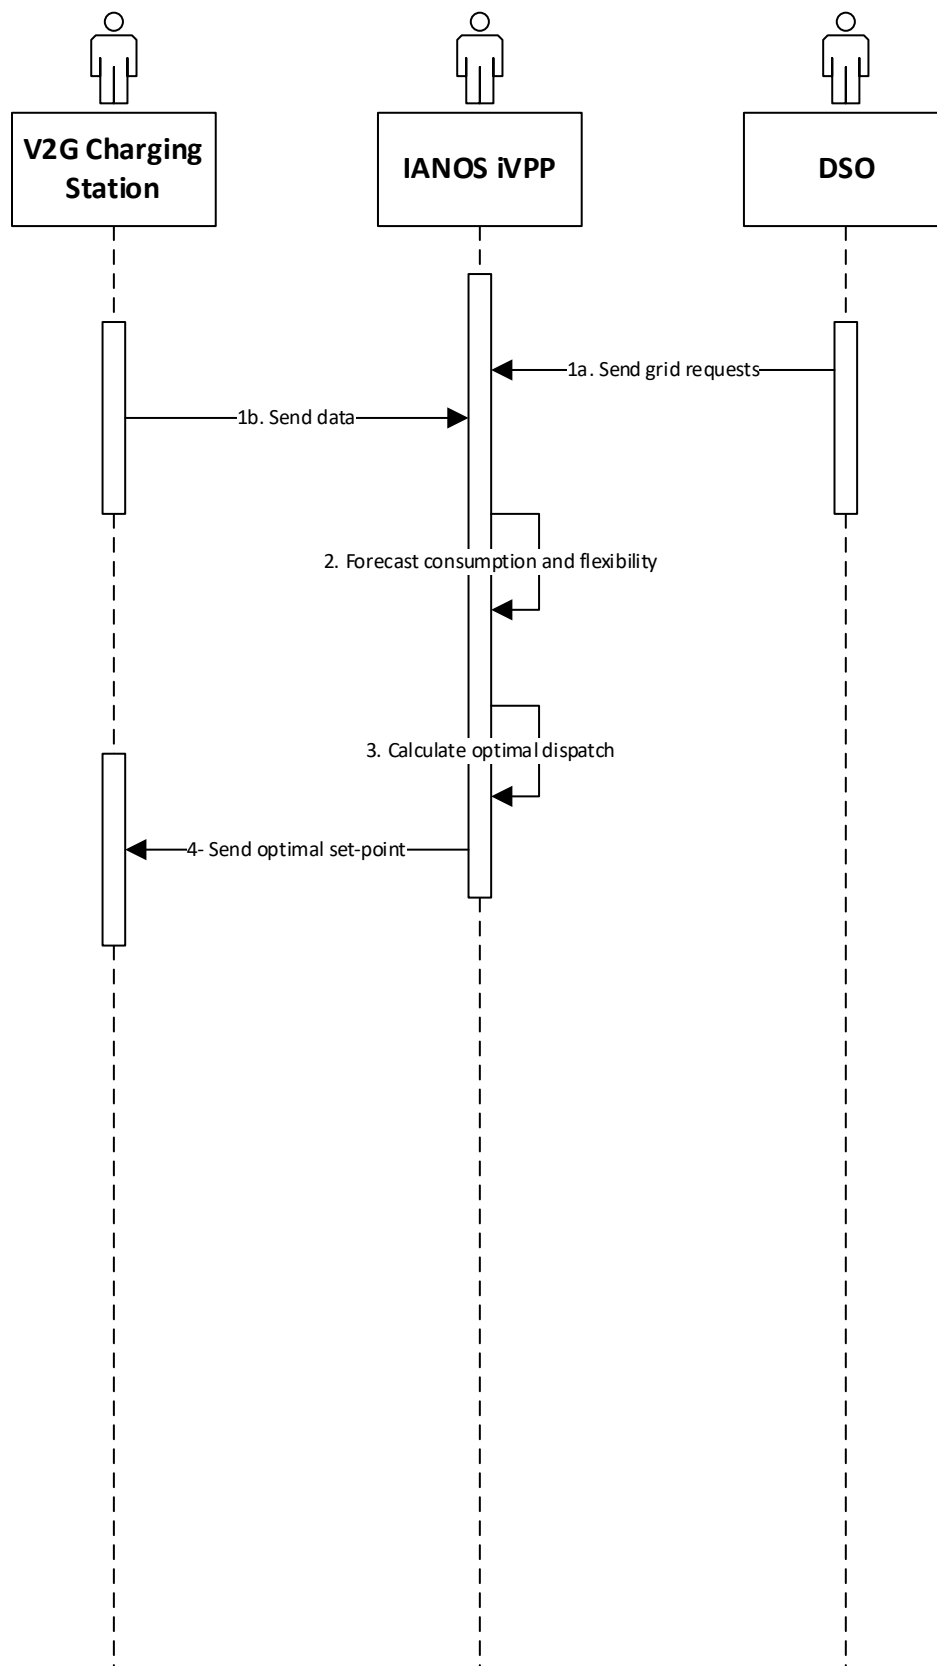 V2G Charging
Station
IANOS iVPP
DSO
1a. Send grid requests
1b. Send data
2. Forecast consumption and flexibility
3. Calculate optimal dispatch
4- Send optimal set-point